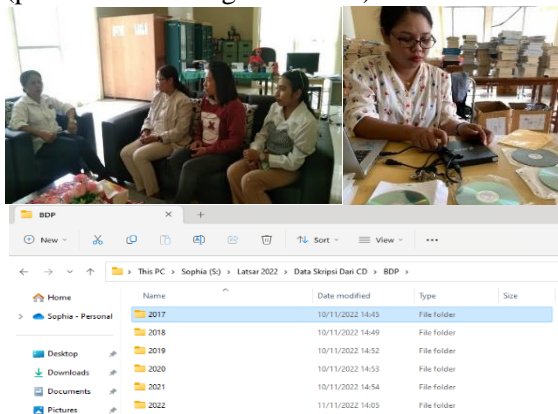 BDP
New
Sort
View
This PC > Sophia (S:) > Latsar 2022 > Data Skripsi Dari CD > BDP >
Home
Name Date modified Type Size
Sophia - Personal
2017 10/11/2022 14:45 File folder
2018 10/11/2022 14:49 File folder
Desktop
2019 10/11/2022 14:52 File folder
Downloads
2020 10/11/2022 14:53 File folder
Documents
2021 10/11/2022 14:54 File folder
Pictures
2022 11/11/2022 14:05 File folder